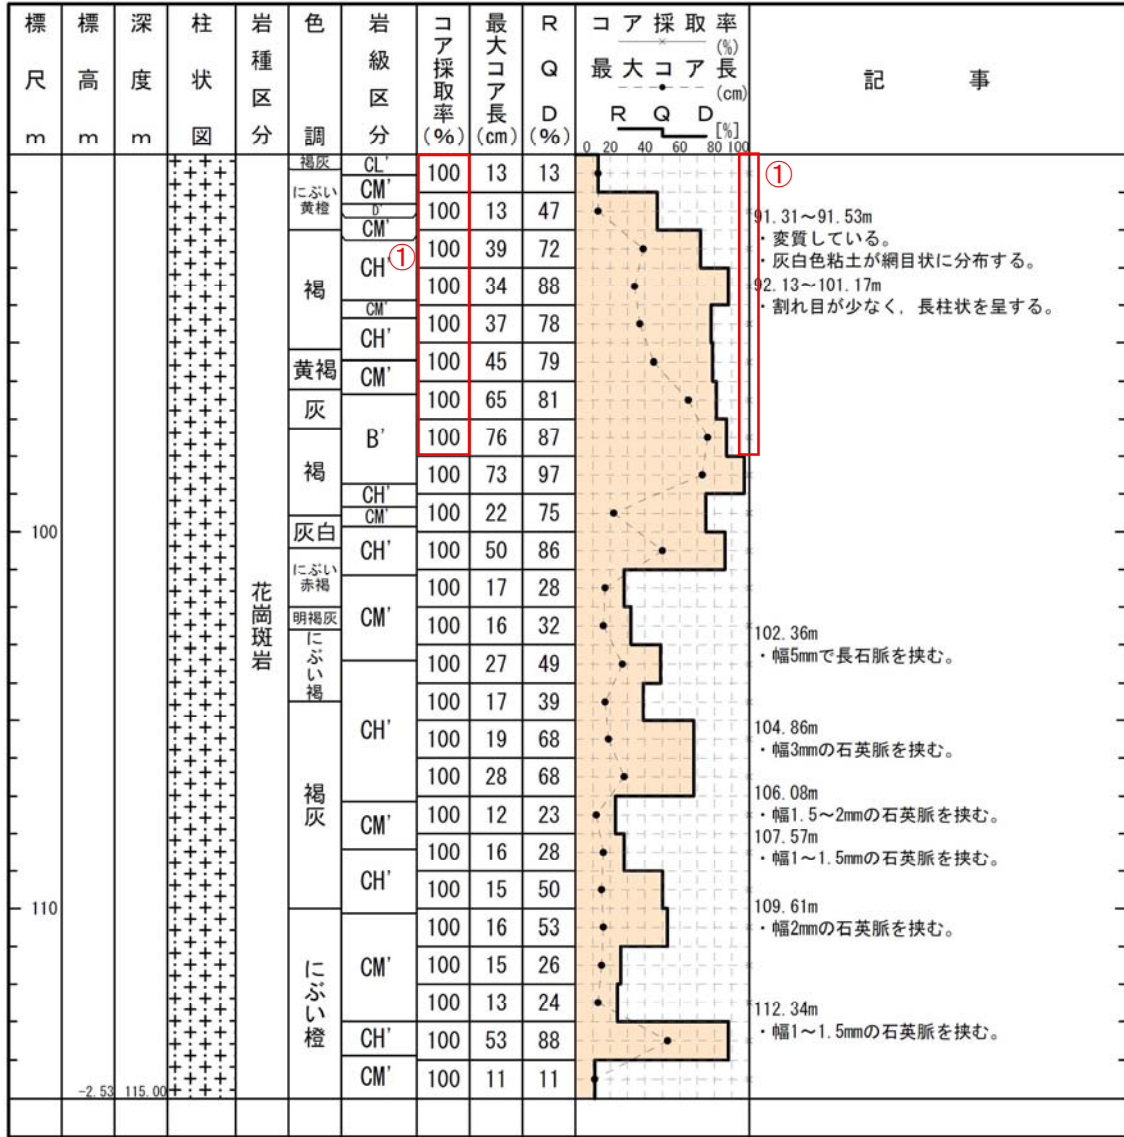 標尺m 標高m 深度m 柱状図 岩種区分 色調 岩級区分 コア採取率(%) 最大コア長(cm) RQD(%) コア採取率(%) 最大コア長(cm) RQD[%] 記事
0 20 40 60 80 100
褐灰 CL' 100 13 13 ①
にぶい黄橙 CM' D' 100 13 47 91.31～91.53m
CM' ・変質している。
① 100 39 72 ・灰白色粘土が網目状に分布する。
褐 CH' 100 34 88 92.13～101.17m
CM' 100 37 78 ・割れ目が少なく，長柱状を呈する。
CH'
黄褐 CM' 100 45 79
灰 100 65 81
B' 100 76 87
褐 100 73 97
CH'
CM' 100 22 75
100 灰白
CH' 100 50 86
にぶい赤褐 100 17 28
花崗斑岩 明褐灰 CM' 100 16 32 102.36m
にぶい褐 100 27 49 ・幅5mmで長石脈を挟む。
100 17 39
CH' 100 19 68 104.86m
・幅3mmの石英脈を挟む。
100 28 68 106.08m
褐灰 CM' 100 12 23 ・幅1.5～2mmの石英脈を挟む。
100 16 28 107.57m
・幅1～1.5mmの石英脈を挟む。
CH' 100 15 50
110 109.61m
100 16 53 ・幅2mmの石英脈を挟む。
CM' 100 15 26
にぶい橙 100 13 24 112.34m
CH' 100 53 88 ・幅1～1.5mmの石英脈を挟む。
CM' 100 11 11
-2.53 115.00